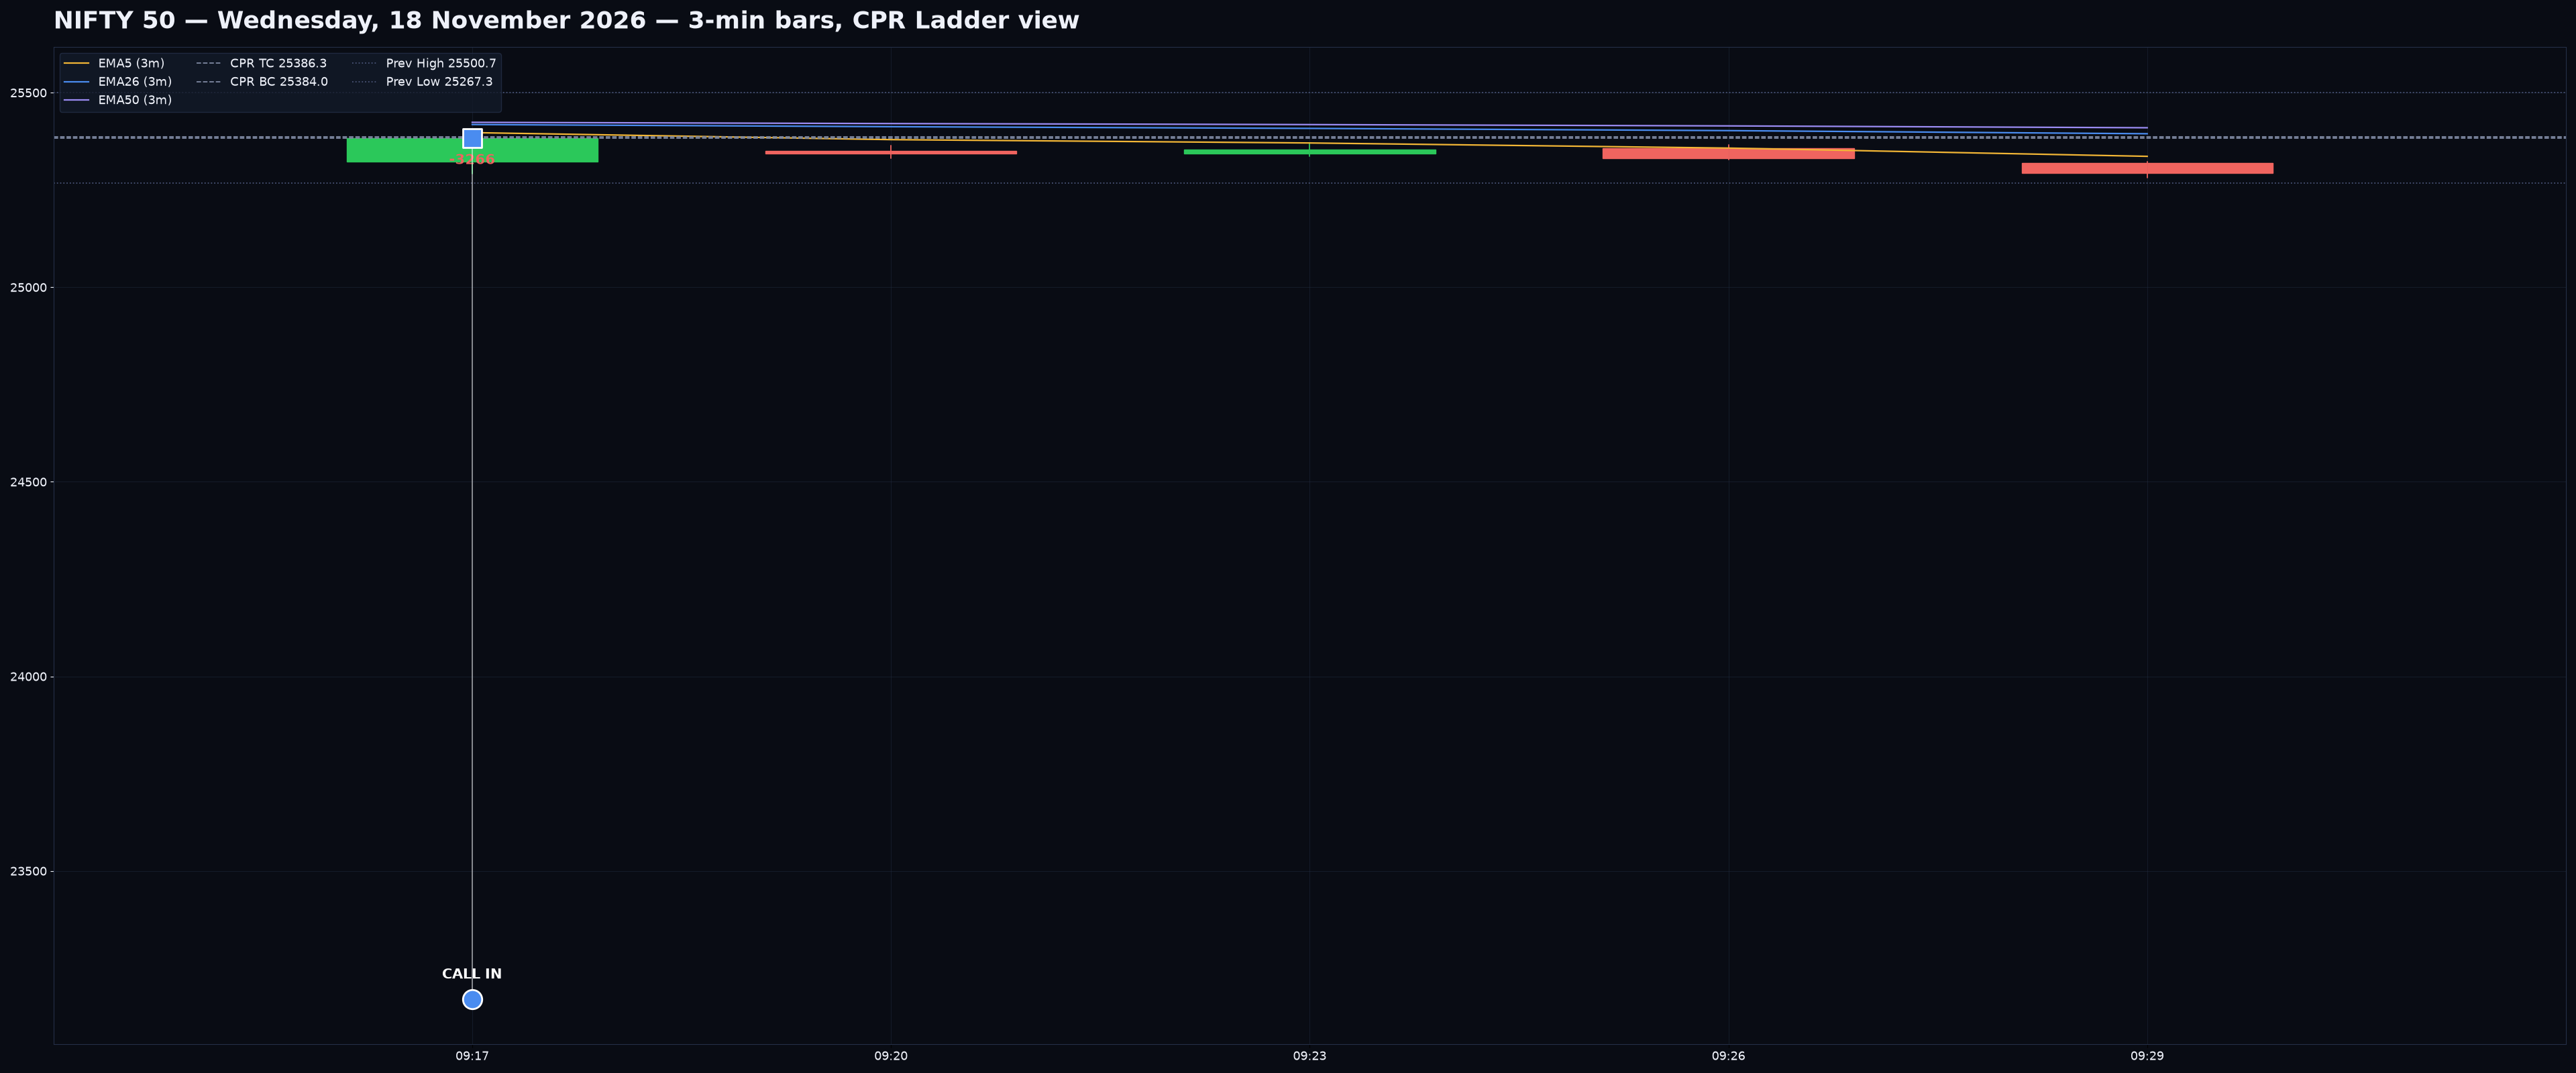 NIFTY 50 — Wednesday, 18 November 2026 — 3-min bars, CPR Ladder view
EMA5 (3m)
EMA26 (3m)
EMA50 (3m)
CPR TC 25386.3
CPR BC 25384.0
Prev High 25500.7
Prev Low 25267.3
25500
25000
24500
24000
23500
-3266
CALL IN
09:17
09:20
09:23
09:26
09:29